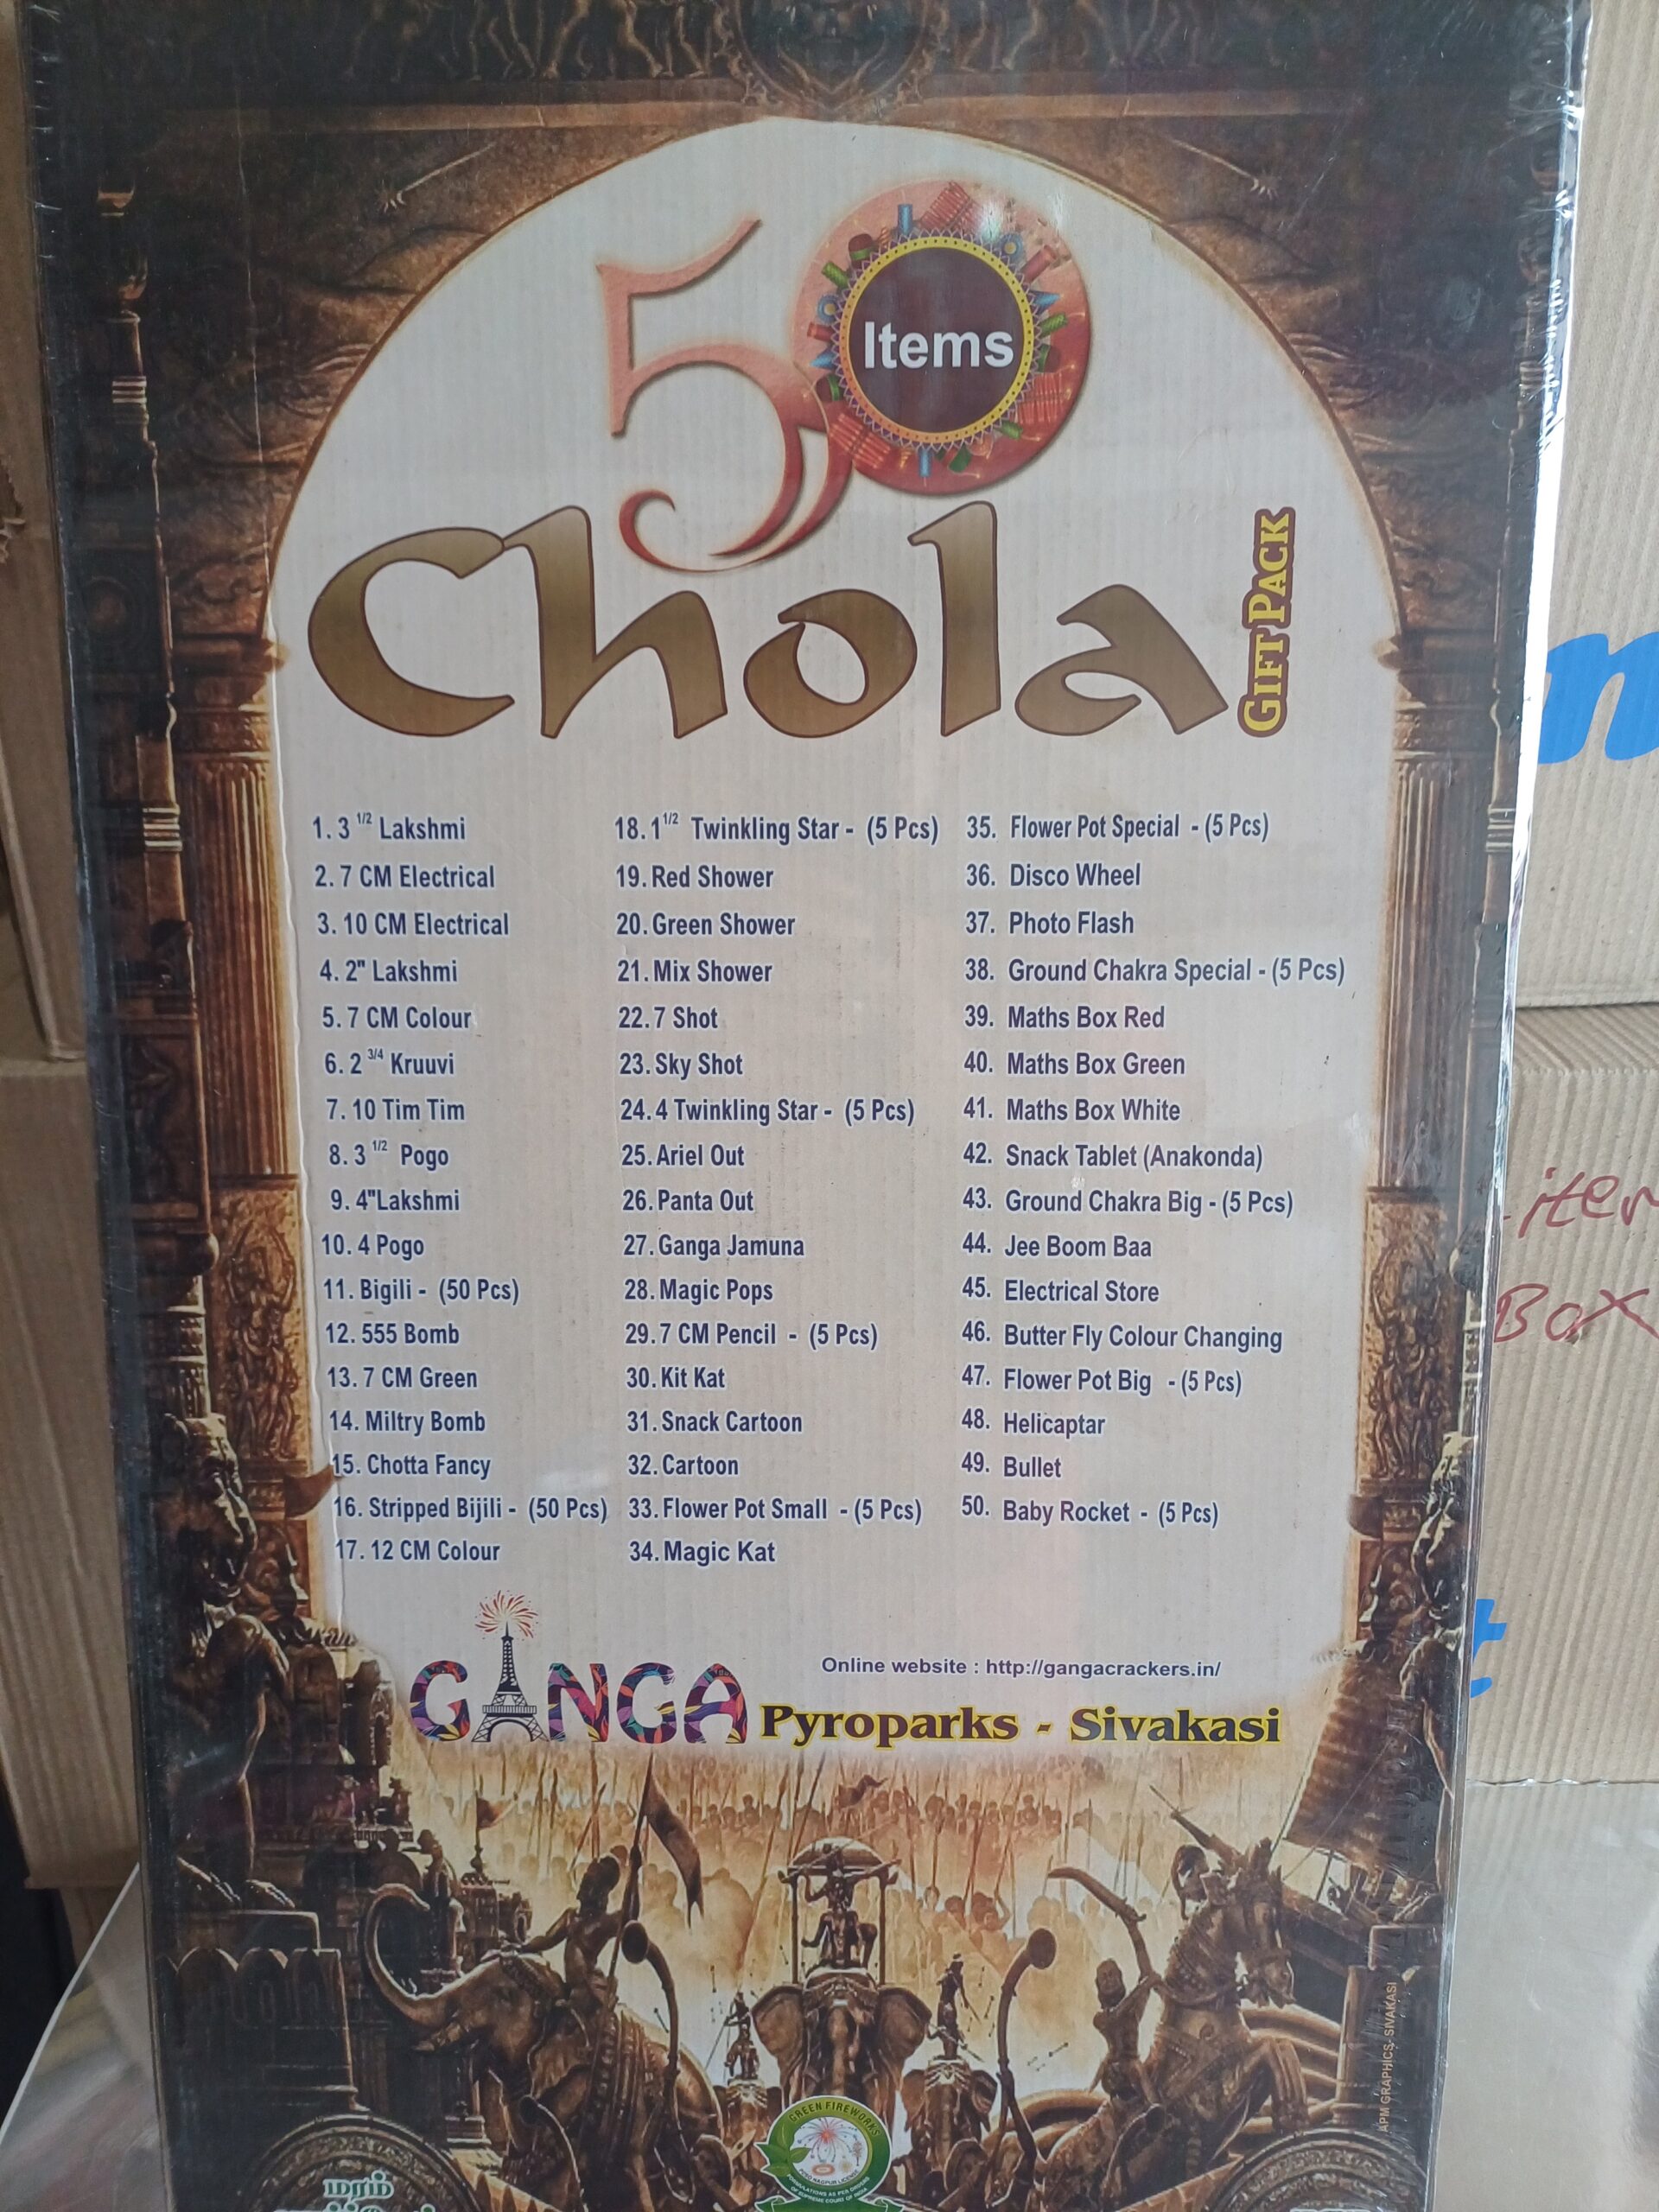 50
Items
Chola
GIFT PACK
1. 3 1/2 Lakshmi
2. 7 CM Electrical
3. 10 CM Electrical
4. 2" Lakshmi
5. 7 CM Colour
6. 2 3/4 Kruuvi
7. 10 Tim Tim
8. 3 1/2 Pogo
9. 4"Lakshmi
10. 4 Pogo
11. Bigili - (50 Pcs)
12. 555 Bomb
13. 7 CM Green
14. Miltry Bomb
15. Chotta Fancy
16. Stripped Bijili - (50 Pcs)
17. 12 CM Colour
18. 1 1/2 Twinkling Star - (5 Pcs)
19. Red Shower
20. Green Shower
21. Mix Shower
22. 7 Shot
23. Sky Shot
24. 4 Twinkling Star - (5 Pcs)
25. Ariel Out
26. Panta Out
27. Ganga Jamuna
28. Magic Pops
29. 7 CM Pencil - (5 Pcs)
30. Kit Kat
31. Snack Cartoon
32. Cartoon
33. Flower Pot Small - (5 Pcs)
34. Magic Kat
35. Flower Pot Special - (5 Pcs)
36. Disco Wheel
37. Photo Flash
38. Ground Chakra Special - (5 Pcs)
39. Maths Box Red
40. Maths Box Green
41. Maths Box White
42. Snack Tablet (Anakonda)
43. Ground Chakra Big - (5 Pcs)
44. Jee Boom Baa
45. Electrical Store
46. Butter Fly Colour Changing
47. Flower Pot Big - (5 Pcs)
48. Helicaptar
49. Bullet
50. Baby Rocket - (5 Pcs)
Online website : http://gangacrackers.in/
GANGA Pyroparks - Sivakasi
APM GRAPHICS- SIVAKASI
GREEN FIREWORKS
FORMULATIONS AS PER ORDERS
OF SUPREME COURT OF INDIA
மரம்
Box